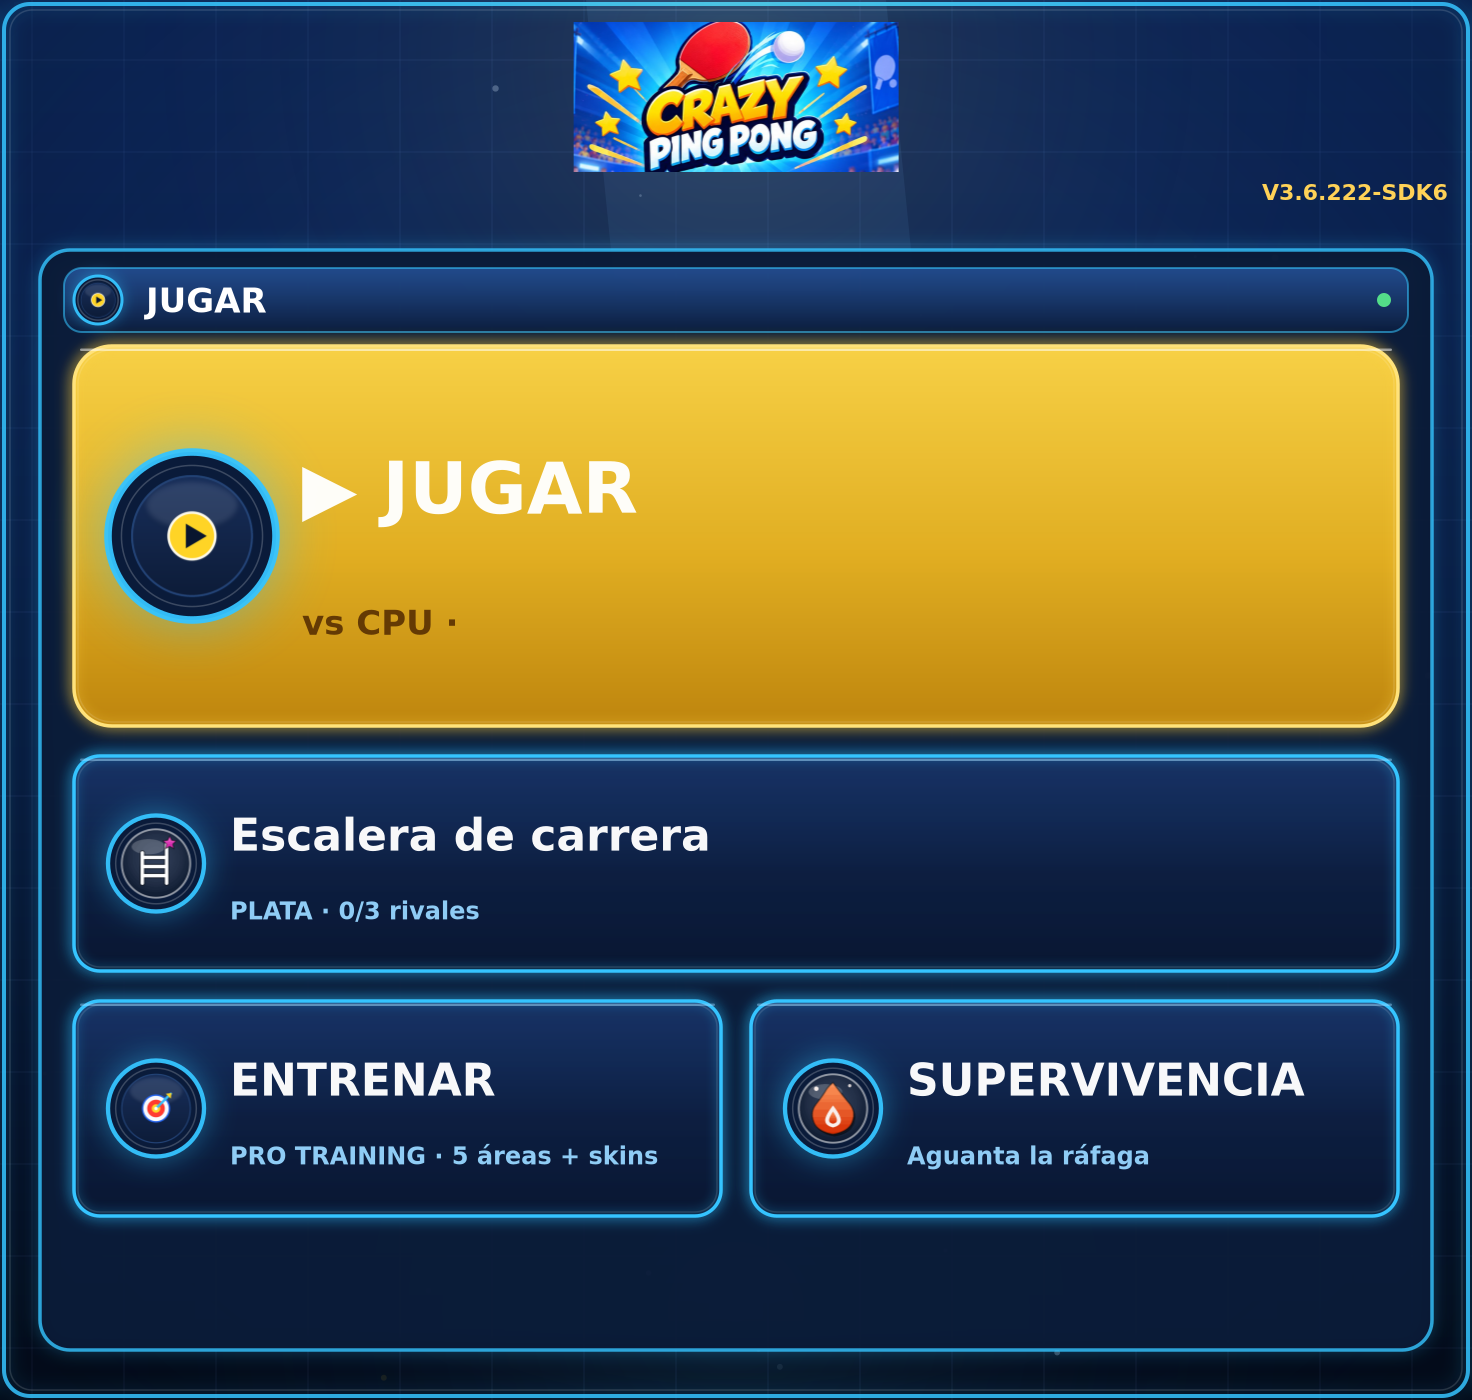 CRAZY
PING PONG
V3.6.222-SDK6
JUGAR
▶ JUGAR
vs CPU ·
Escalera de carrera
PLATA · 0/3 rivales
ENTRENAR
PRO TRAINING · 5 áreas + skins
SUPERVIVENCIA
Aguanta la ráfaga